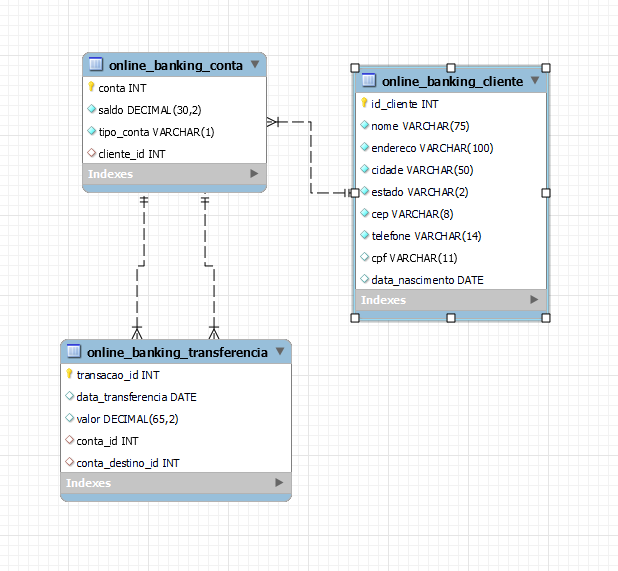 online_banking_conta
conta INT
saldo DECIMAL(30,2)
tipo_conta VARCHAR(1)
cliente_id INT
Indexes
online_banking_cliente
id_cliente INT
nome VARCHAR(75)
endereco VARCHAR(100)
cidade VARCHAR(50)
estado VARCHAR(2)
cep VARCHAR(8)
telefone VARCHAR(14)
cpf VARCHAR(11)
data_nascimento DATE
Indexes
online_banking_transferencia
transacao_id INT
data_transferencia DATE
valor DECIMAL(65,2)
conta_id INT
conta_destino_id INT
Indexes